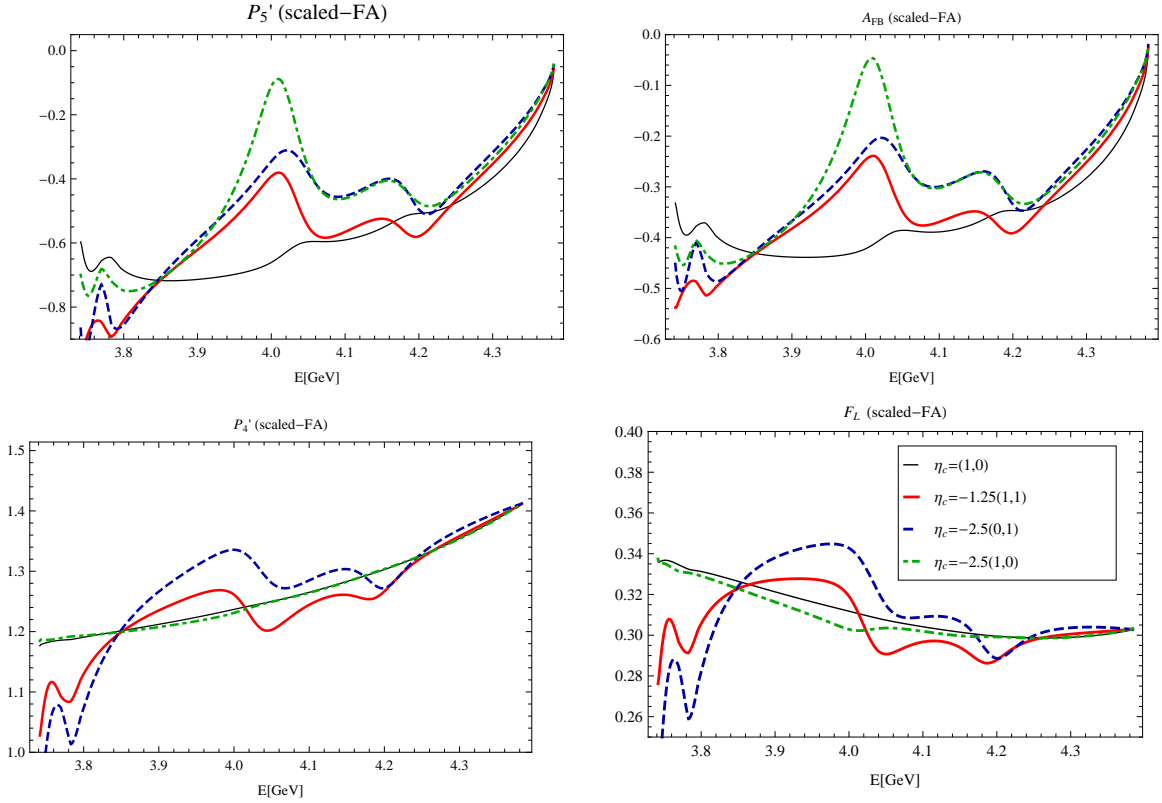 P5' (scaled−FA)
0.0
−0.2
−0.4
−0.6
−0.8
3.8 3.9 4.0 4.1 4.2 4.3
E[GeV]
AFB (scaled−FA)
0.0
−0.1
−0.2
−0.3
−0.4
−0.5
−0.6
3.8 3.9 4.0 4.1 4.2 4.3
E[GeV]
P4' (scaled−FA)
1.5
1.4
1.3
1.2
1.1
1.0
3.8 3.9 4.0 4.1 4.2 4.3
E[GeV]
FL (scaled−FA)
0.40
0.38
0.36
0.34
0.32
0.30
0.28
0.26
3.8 3.9 4.0 4.1 4.2 4.3
E[GeV]
ηc=(1,0)
ηc=−1.25(1,1)
ηc=−2.5(0,1)
ηc=−2.5(1,0)